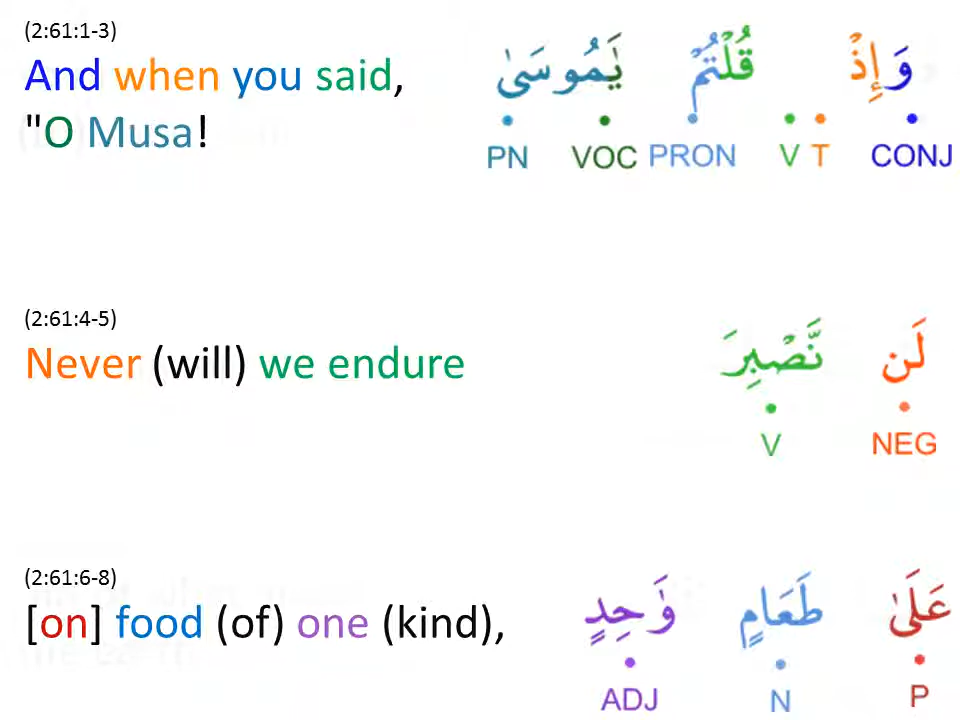 (2:61:1-3)
And when you said,
"O Musa!
وَإِذۡ قُلۡتُمۡ يَٰمُوسَىٰ
PN VOC PRON V T CONJ
(2:61:4-5)
Never (will) we endure
لَن نَّصۡبِرَ
V NEG
(2:61:6-8)
[on] food (of) one (kind),
عَلَىٰ طَعَامٖ وَٰحِدٖ
ADJ N P